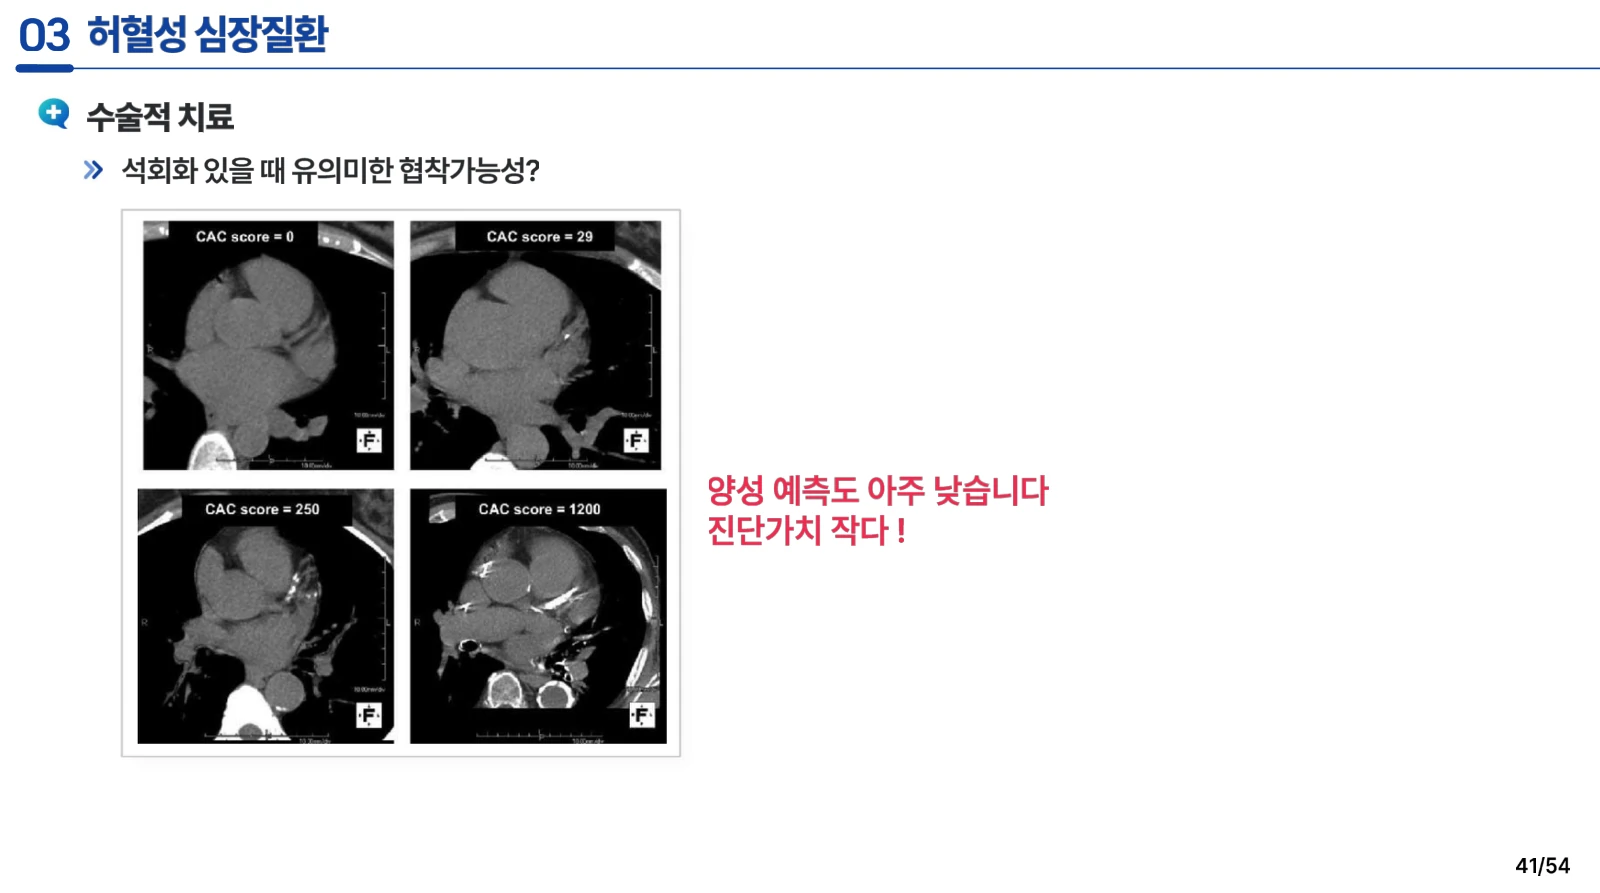 03 허혈성 심장질환
수술적 치료
석회화 있을 때 유의미한 협착가능성?
CAC score = 0
CAC score = 29
F
F
양성 예측도 아주 낮습니다
진단가치 작다 !
CAC score = 250
CAC score = 1200
R
R
F
F
41/54